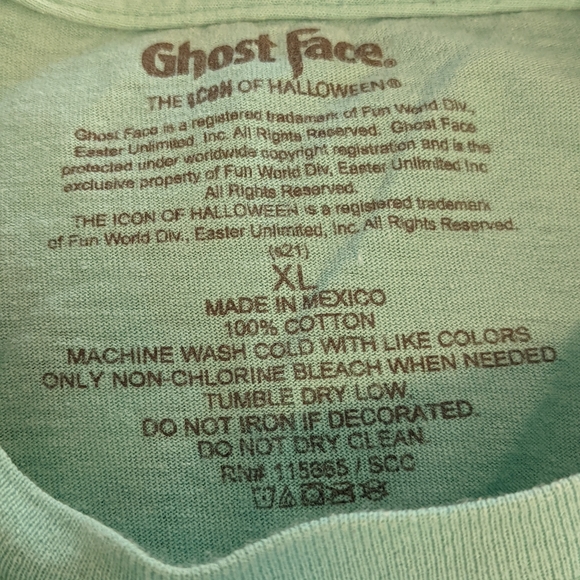 Ghost Face®
THE ICON OF HALLOWEEN®
Ghost Face is a registered trademark of Fun World Div.,
Easter Unlimited, Inc. All Rights Reserved. Ghost Face
protected under worldwide copyright registration and is the
exclusive property of Fun World Div, Easter Unlimited Inc
All Rights Reserved.
THE ICON OF HALLOWEEN is a registered trademark
of Fun World Div., Easter Unlimited, Inc. All Rights Reserved.
(s21)
XL
MADE IN MEXICO
100% COTTON
MACHINE WASH COLD WITH LIKE COLORS
ONLY NON-CHLORINE BLEACH WHEN NEEDED
TUMBLE DRY LOW.
DO NOT IRON IF DECORATED.
DO NOT DRY CLEAN
RN# / SCC